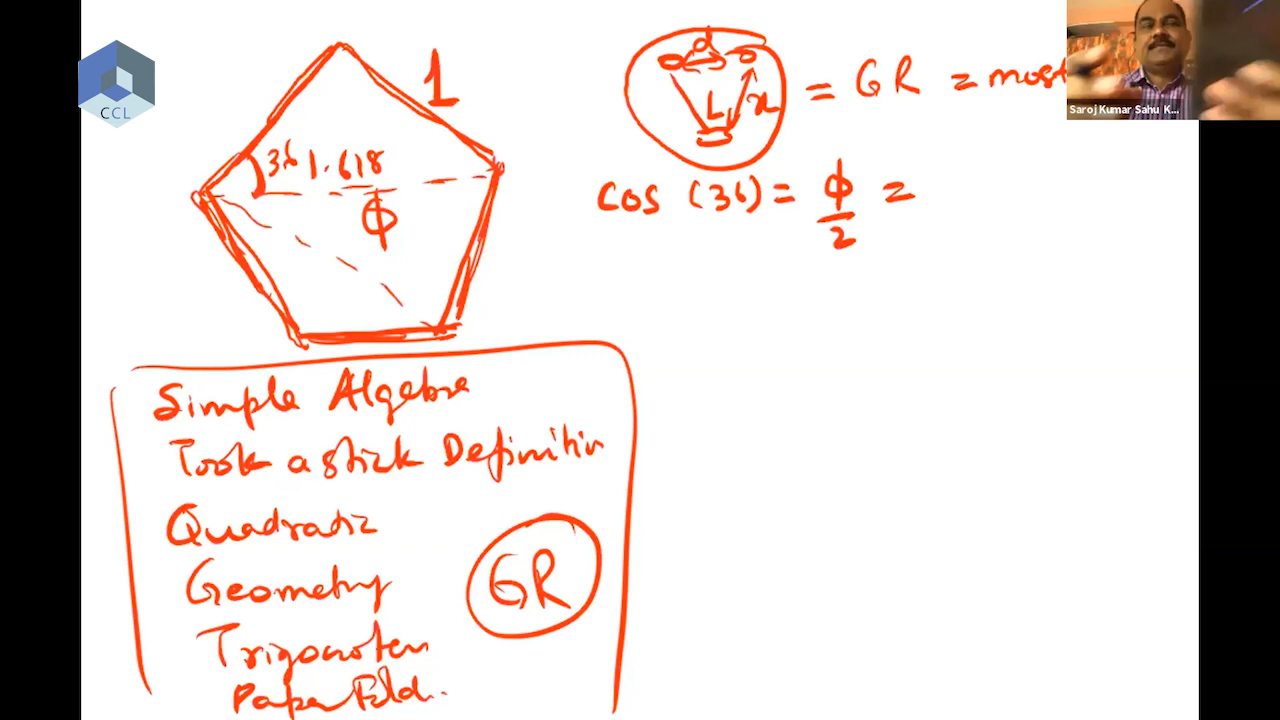 CCL
1
36
1.618
ϕ
d
L
x
= GR = most
Saroj Kumar Sahu K...
cos (36) = ϕ/2 =
Simple Algebra
Took a stick Definition
Quadratic
Geometry
GR
Trigonoten
Paper Fold..